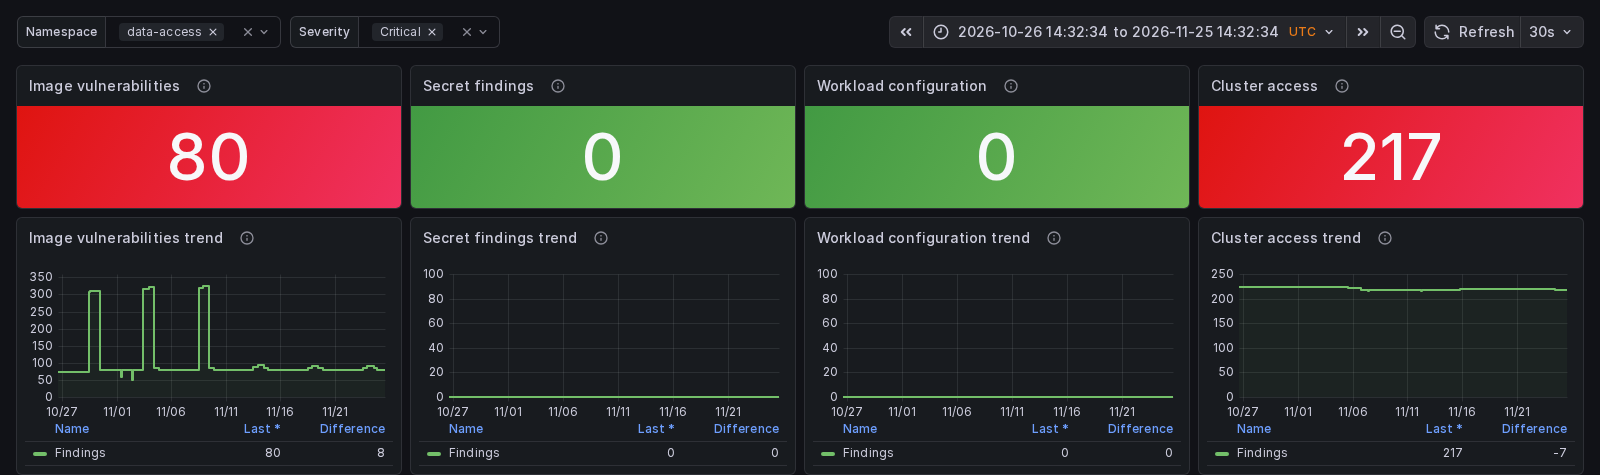 Namespace data-access Severity Critical 2026-10-26 14:32:34 to 2026-11-25 14:32:34 UTC Refresh 30s
Image vulnerabilities Secret findings Workload configuration Cluster access
80 0 0 217
Image vulnerabilities trend Secret findings trend Workload configuration trend Cluster access trend
350
300
250
200
150
100
50
0
10/27 11/01 11/06 11/11 11/16 11/21
Name Last * Difference
Findings 80 8
100
80
60
40
20
0
10/27 11/01 11/06 11/11 11/16 11/21
Name Last * Difference
Findings 0 0
100
80
60
40
20
0
10/27 11/01 11/06 11/11 11/16 11/21
Name Last * Difference
Findings 0 0
250
200
150
100
50
0
10/27 11/01 11/06 11/11 11/16 11/21
Name Last * Difference
Findings 217 -7